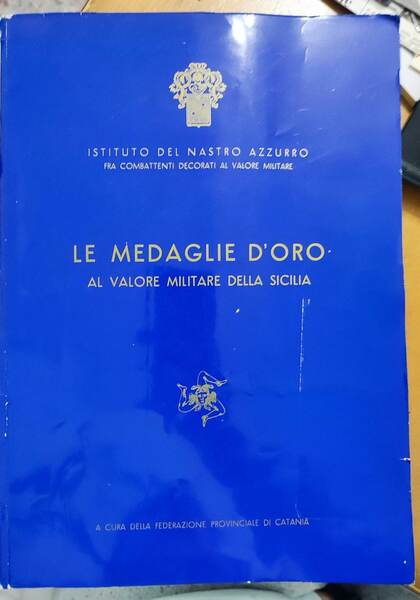 ISTITUTO DEL NASTRO AZZURRO
FRA COMBATTENTI DECORATI AL VALORE MILITARE
LE MEDAGLIE D'ORO
AL VALORE MILITARE DELLA SICILIA
A CURA DELLA FEDERAZIONE PROVINCIALE DI CATANIA